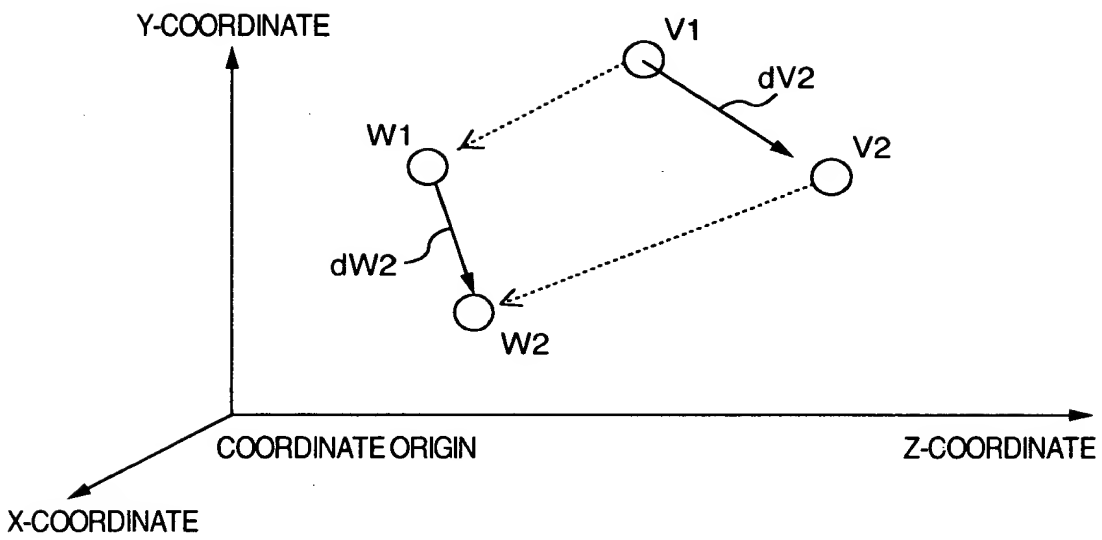 Y-COORDINATE
V1
dV2
W1
V2
dW2
W2
COORDINATE ORIGIN
Z-COORDINATE
X-COORDINATE